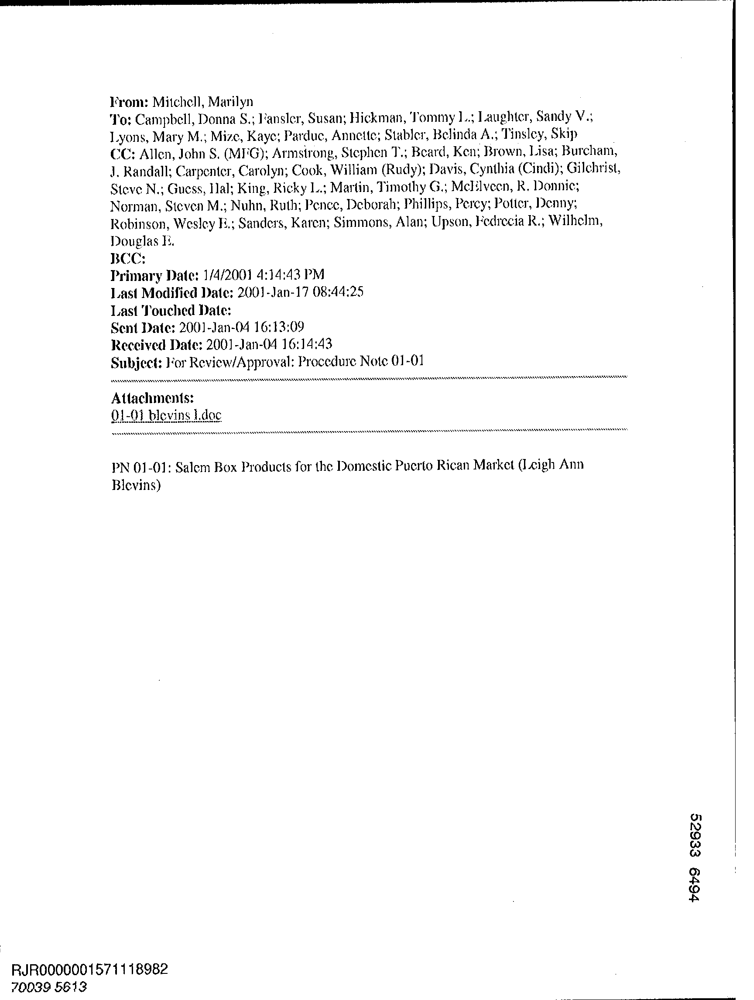 From: Mitchell, Marilyn
To: Campbell, Donna S.; Fansler, Susan; Hickman, Tommy L.; Laughter, Sandy V.;
Lyons, Mary M.; Mize, Kaye; Pardue, Annette; Stabler, Belinda A.; Tinsley, Skip
CC: Allen, John S. (MFG); Armstrong, Stephen T.; Beard, Ken; Brown, Lisa; Burcham,
J. Randall; Carpenter, Carolyn; Cook, William (Rudy); Davis, Cynthia (Cindi); Gilchrist,
Steve N.; Guess, Hal; King, Ricky L.; Martin, Timothy G.; McElveen, R. Donnie;
Norman, Steven M.; Nuhn, Ruth; Pence, Deborah; Phillips, Percy; Potter, Denny;
Robinson, Wesley E.; Sanders, Karen; Simmons, Alan; Upson, Fedrecia R.; Wilhelm,
Douglas E.
BCC:
Primary Date: 1/4/2001 4:14:43 PM
Last Modified Date: 2001-Jan-17 08:44:25
Last Touched Date:
Sent Date: 2001-Jan-04 16:13:09
Received Date: 2001-Jan-04 16:14:43
Subject: For Review/Approval: Procedure Note 01-01
Attachments:
01-01 blevins l.doc
PN 01-01: Salem Box Products for the Domestic Puerto Rican Market (Leigh Ann
Blevins)
52933 6494
RJR0000001571118982
70039 5613